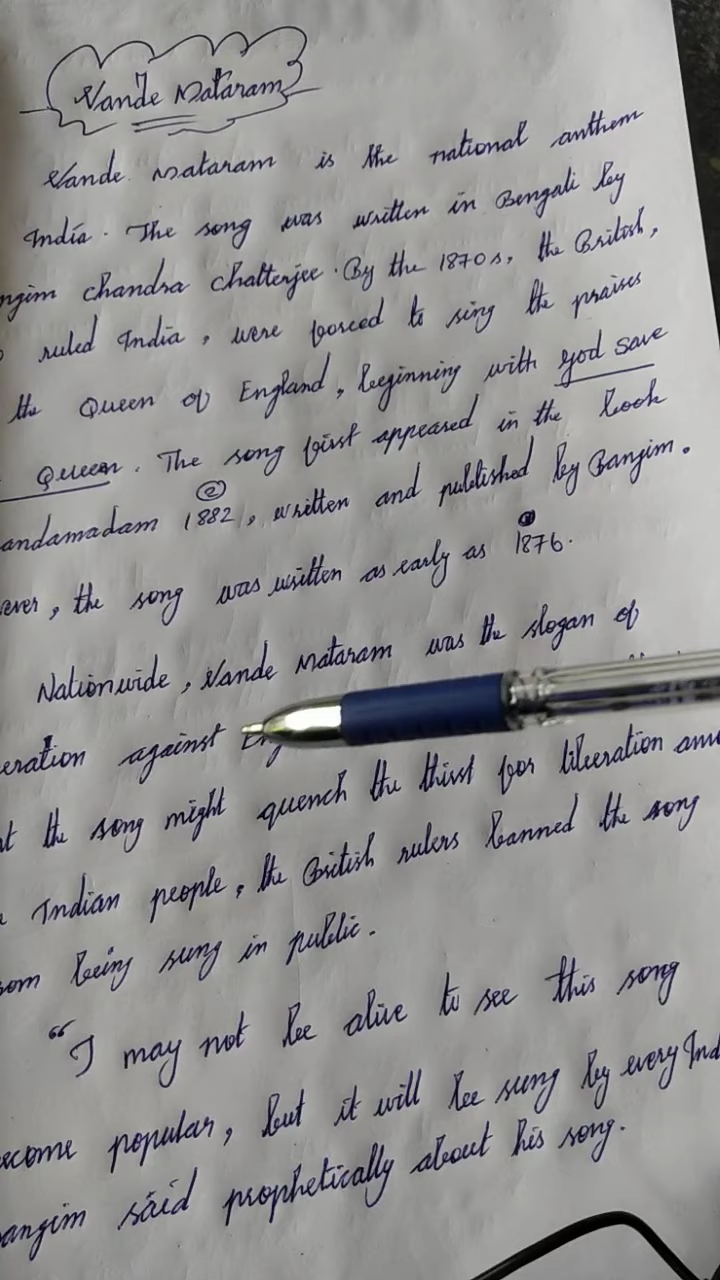 Vande Mataram
Vande Mataram is the national anthem
India. The song was written in Bengali by
ngim chandra chatterjee. By the 1870s, the British,
ruled India, were forced to sing the praises
the Queen of England, beginning with God save
Queen. The song first appeared in the book
andamadam 1882, written and published by Bangim.
ever, the song was written as early as 1876.
Nationwide, Vande Mataram was the slogan of
eration against
t the song might quench the thirst for liberation amo
Indian people, the British rulers banned the song
om being sung in public.
"I may not be alive to see this song
ecome popular, but it will be sung by every Ind
angim said prophetically about his song.